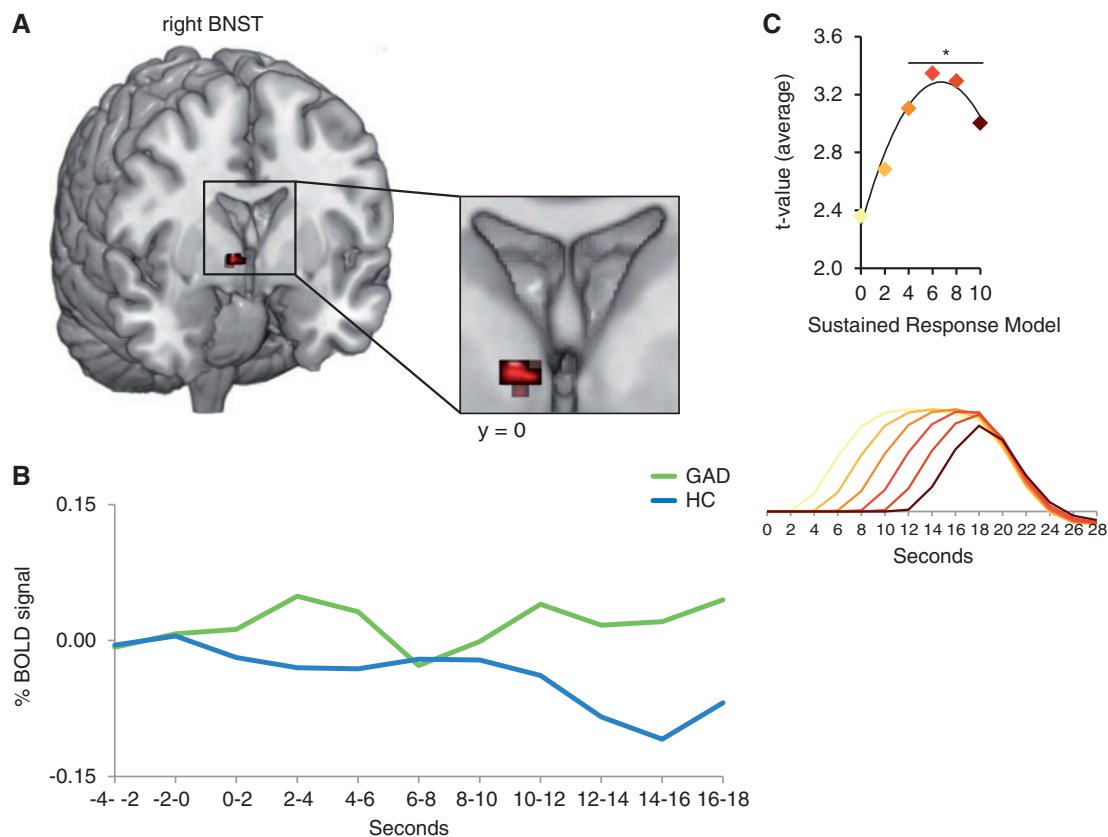 A
right BNST
y = 0
B
GAD
HC
0.15
0.00
-0.15
% BOLD signal
-4- -2 -2-0 0-2 2-4 4-6 6-8 8-10 10-12 12-14 14-16 16-18
Seconds
C
3.6
3.2
2.8
2.4
2.0
t-value (average)
*
0 2 4 6 8 10
Sustained Response Model
0 2 4 6 8 10 12 14 16 18 20 22 24 26 28
Seconds